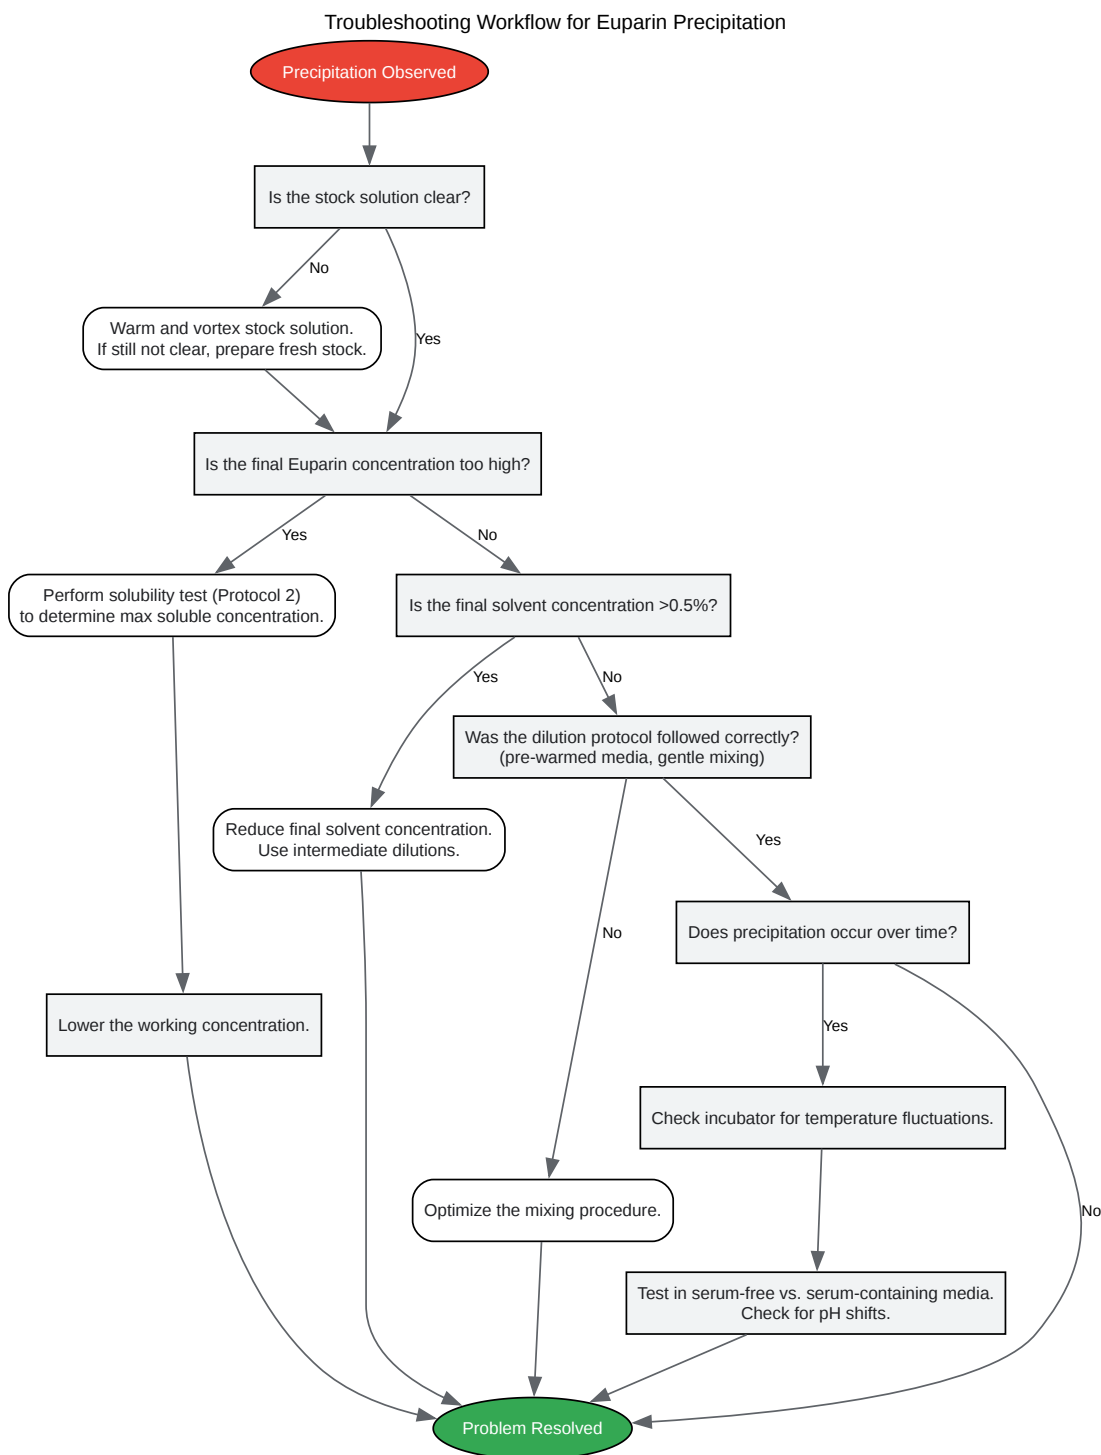 Troubleshooting Workflow for Euparin Precipitation
Precipitation Observed
Is the stock solution clear?
No
Yes
Warm and vortex stock solution.
If still not clear, prepare fresh stock.
Is the final Euparin concentration too high?
Yes
No
Perform solubility test (Protocol 2)
to determine max soluble concentration.
Is the final solvent concentration >0.5%?
Yes
No
Was the dilution protocol followed correctly?
(pre-warmed media, gentle mixing)
Reduce final solvent concentration.
Use intermediate dilutions.
Yes
No
Does precipitation occur over time?
Lower the working concentration.
Yes
Check incubator for temperature fluctuations.
Optimize the mixing procedure.
No
Test in serum-free vs. serum-containing media.
Check for pH shifts.
Problem Resolved